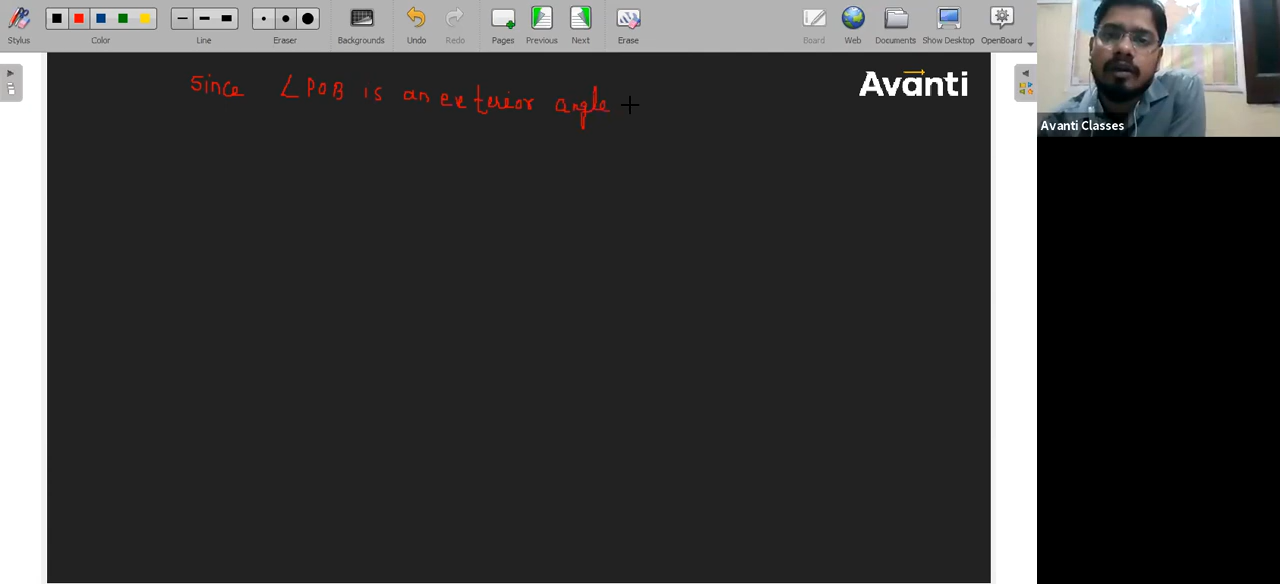 Stylus
Color
Line
Eraser
Backgrounds
Undo
Redo
Pages
Previous
Next
Erase
Board
Web
Documents
Show Desktop
OpenBoard
Since ∠POB is an exterior angle
Avanti
Avanti Classes